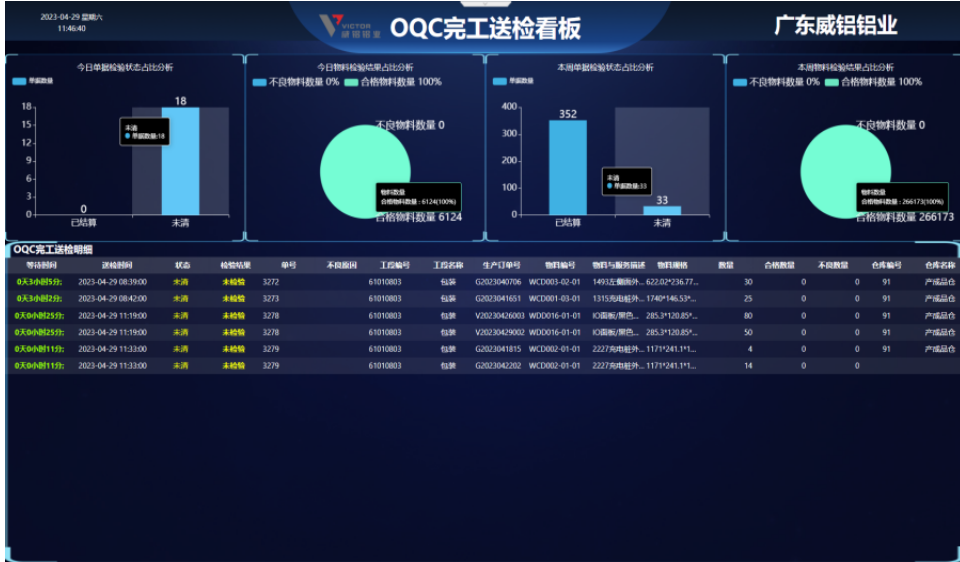 2023-04-29 星期六
11:46:40
VICTOR
威铝铝业
OQC完工送检看板
广东威铝铝业
今日单据检验状态占比分析
单据数量
18
15
12
9
6
3
0
0
18
未清
单据数量:18
已结算
未清
今日物料检验结果占比分析
不良物料数量 0% 合格物料数量 100%
不良物料数量 0
物料数量
合格物料数量 : 6124(100%)
合格物料数量 6124
本周单据检验状态占比分析
单据数量
400
300
200
100
0
352
33
未清
单据数量:33
已结算
未清
本周物料检验结果占比分析
不良物料数量 0% 合格物料数量 100%
不良物料数量 0
物料数量
合格物料数量 : 266173(100%)
合格物料数量 266173
OQC完工送检明细
等待时间 送检时间 状态 检验结果 单号 不良原因 工段编号 工段名称 生产订单号 物料编号 物料与服务描述 物料规格 数量 合格数量 不良数量 仓库编号 仓库名称
0天3小时5分: 2023-04-29 08:39:00 未清 未检验 3272 61010803 包装 G2023040706 WCD003-02-01 1493左侧面外... 622.02*236.77... 30 0 0 91 产成品仓
0天3小时2分: 2023-04-29 08:42:00 未清 未检验 3273 61010803 包装 G2023041651 WCD001-03-01 1315充电桩外... 1740*146.53*... 25 0 0 91 产成品仓
0天0小时25分: 2023-04-29 11:19:00 未清 未检验 3278 61010803 包装 V20230426003 WDD016-01-01 IO面板/黑色... 285.3*120.85*... 80 0 0 91 产成品仓
0天0小时25分: 2023-04-29 11:19:00 未清 未检验 3278 61010803 包装 V20230429002 WDD016-01-01 IO面板/黑色... 285.3*120.85*... 50 0 0 91 产成品仓
0天0小时11分: 2023-04-29 11:33:00 未清 未检验 3279 61010803 包装 G2023041815 WCD002-01-01 2227充电桩外... 1171*241.1*1... 4 0 0 91 产成品仓
0天0小时11分: 2023-04-29 11:33:00 未清 未检验 3279 61010803 包装 G2023042202 WCD002-01-01 2227充电桩外... 1171*241.1*1... 14 0 0